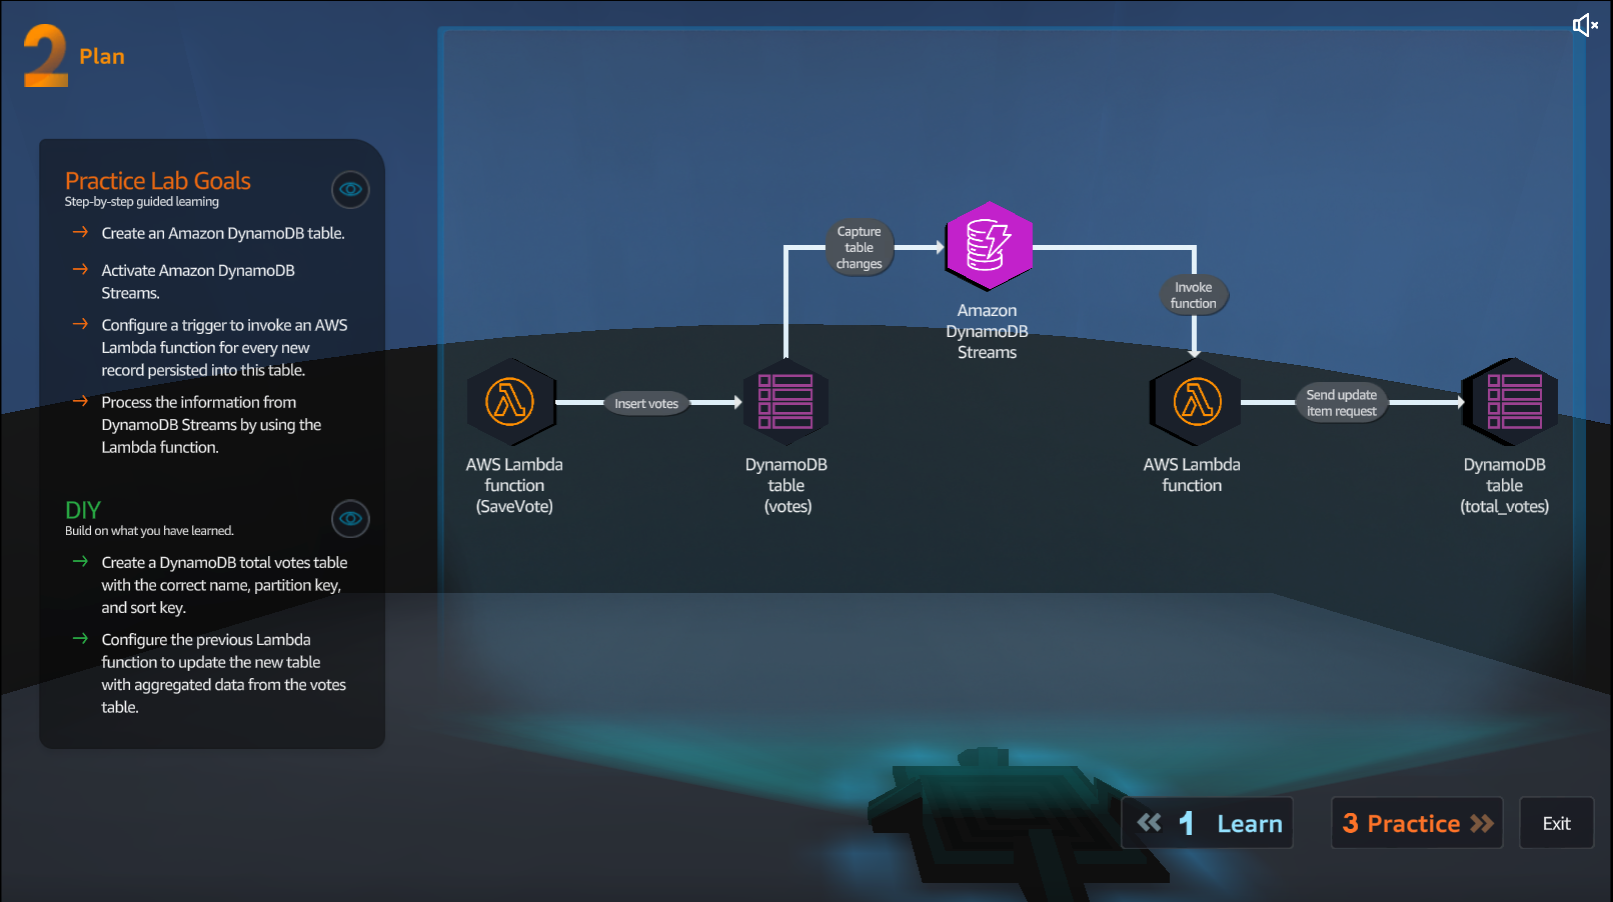 2 Plan
Practice Lab Goals
Step-by-step guided learning
Create an Amazon DynamoDB table.
Activate Amazon DynamoDB
Streams.
Configure a trigger to invoke an AWS
Lambda function for every new
record persisted into this table.
Process the information from
DynamoDB Streams by using the
Lambda function.
DIY
Build on what you have learned.
Create a DynamoDB total votes table
with the correct name, partition key,
and sort key.
Configure the previous Lambda
function to update the new table
with aggregated data from the votes
table.
Capture
table
changes
Amazon
DynamoDB
Streams
Invoke
function
Insert votes
Send update
item request
AWS Lambda
function
(SaveVote)
DynamoDB
table
(votes)
AWS Lambda
function
DynamoDB
table
(total_votes)
1 Learn
3 Practice
Exit